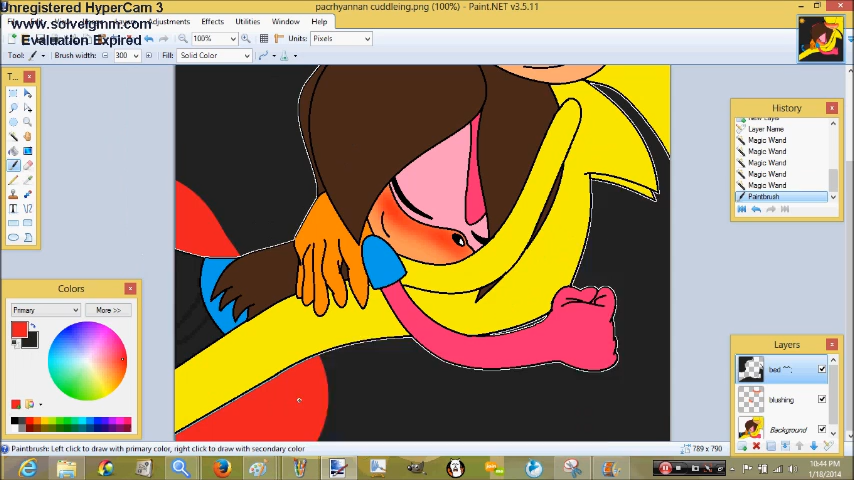 Unregistered HyperCam 3
pacrhyannan cuddleing.png (100%) - Paint.NET v3.5.11
www.solveigmm.com
Adjustments Effects Utilities Window Help
Evaluation Expired
100% Units: Pixels
Tool: Brush width: 300 Fill: Solid Color
T...
History
Layer Name
Magic Wand
Magic Wand
Magic Wand
Magic Wand
Magic Wand
Paintbrush
Colors
Primary
More >>
Layers
bed ^^;
blushing
Background
Paintbrush: Left click to draw with primary color, right click to draw with secondary color
789 x 790
10:44 PM
1/18/2014